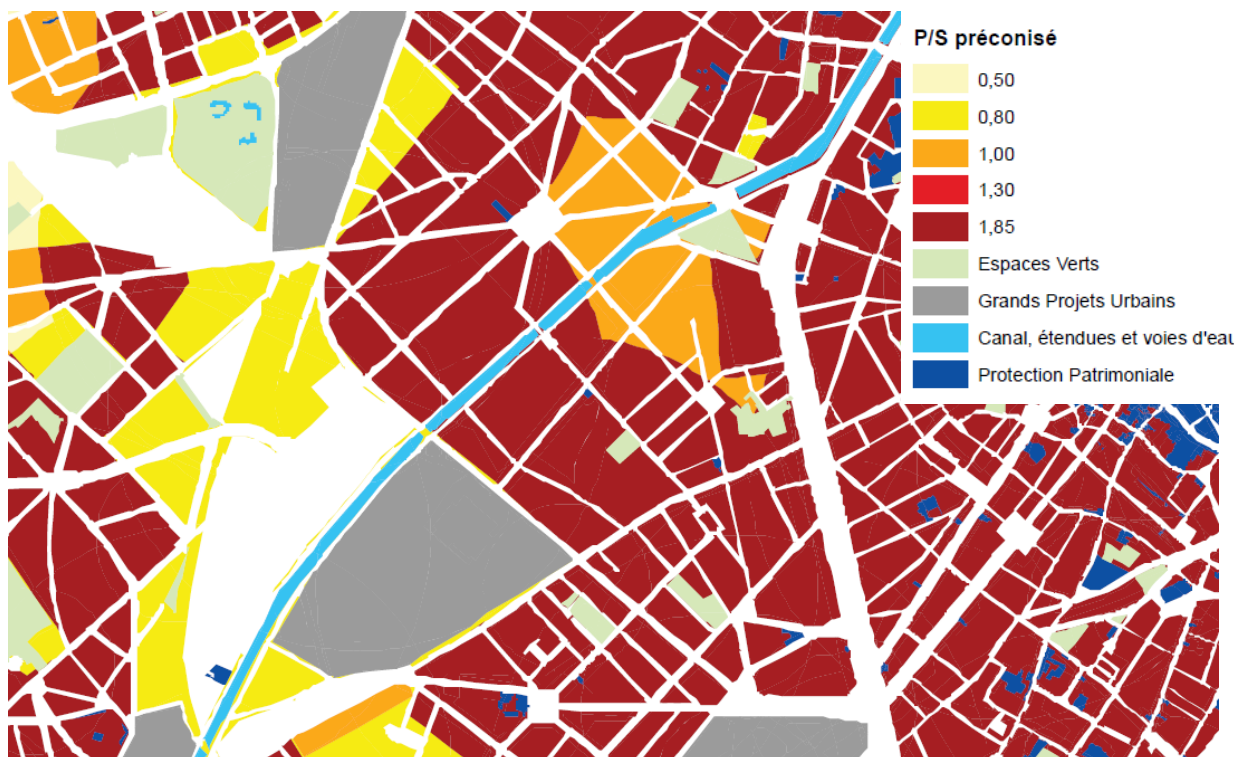 P/S préconisé
0,50
0,80
1,00
1,30
1,85
Espaces Verts
Grands Projets Urbains
Canal, étendues et voies d'eau
Protection Patrimoniale